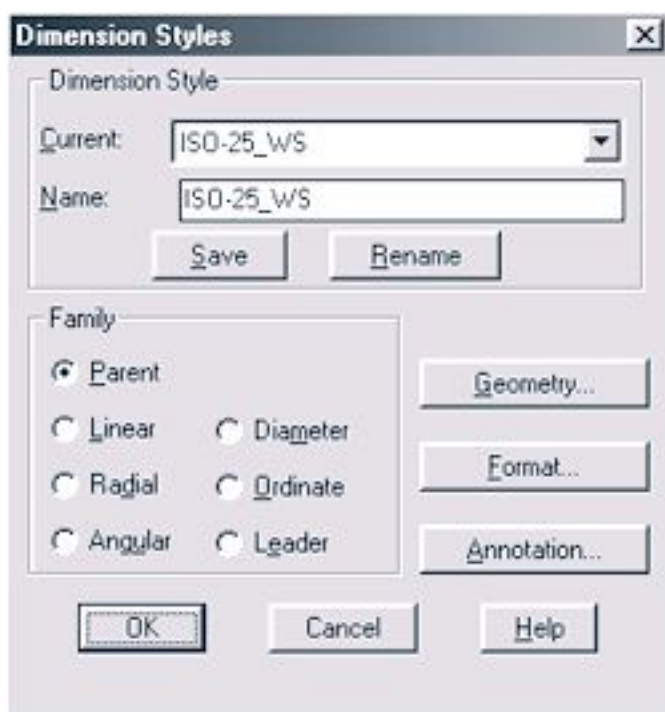 Dimension Styles
Dimension Style
Current: ISO-25_WS
Name: ISO-25_WS
Save Rename
Family
Parent
Linear Diameter
Radial Ordinate
Angular Leader
Geometry...
Format...
Annotation...
OK Cancel Help